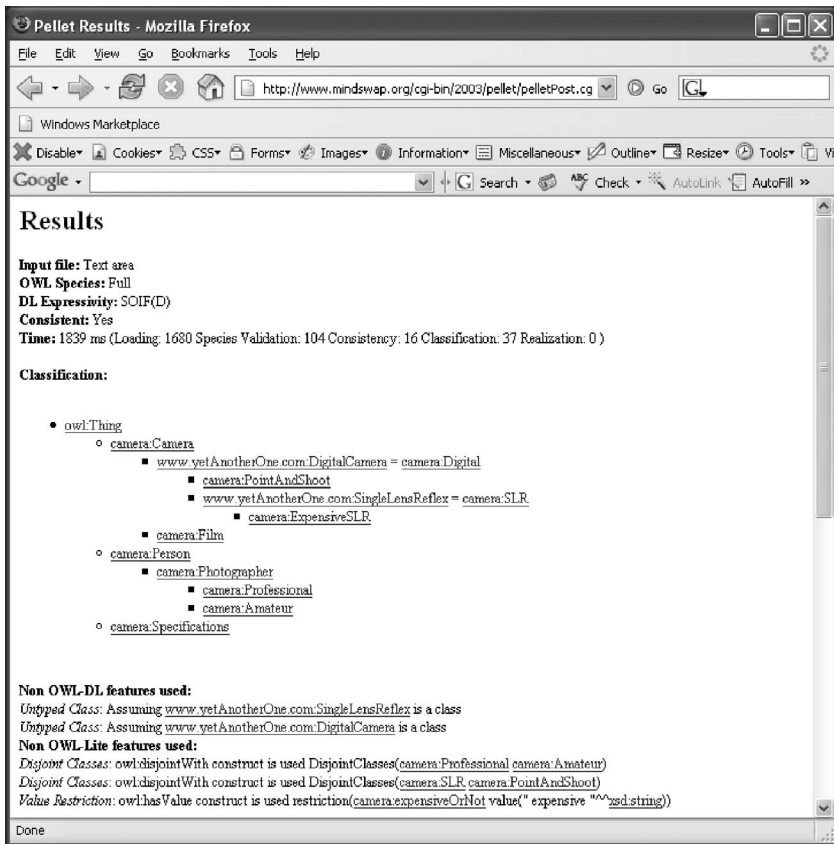 Pellet Results - Mozilla Firefox
File Edit View Go Bookmarks Tools Help
http://www.mindswap.org/cgi-bin/2003/pellet/pelletPost.cg Go G
Windows Marketplace
Disable Cookies CSS Forms Images Information Miscellaneous Outline Resize Tools Vi
Google G Search ABC Check AutoLink AutoFill »
Results
Input file: Text area
OWL Species: Full
DL Expressivity: SOIF(D)
Consistent: Yes
Time: 1839 ms (Loading: 1680 Species Validation: 104 Consistency: 16 Classification: 37 Realization: 0 )
Classification:
owl:Thing
camera:Camera
www.yetAnotherOne.com:DigitalCamera = camera:Digital
camera:PointAndShoot
www.yetAnotherOne.com:SingleLensReflex = camera:SLR
camera:ExpensiveSLR
camera:Film
camera:Person
camera:Photographer
camera:Professional
camera:Amateur
camera:Specifications
Non OWL-DL features used:
Untyped Class: Assuming www.yetAnotherOne.com:SingleLensReflex is a class
Untyped Class: Assuming www.yetAnotherOne.com:DigitalCamera is a class
Non OWL-Lite features used:
Disjoint Classes: owl:disjointWith construct is used DisjointClasses(camera:Professional camera:Amateur)
Disjoint Classes: owl:disjointWith construct is used DisjointClasses(camera:SLR camera:PointAndShoot)
Value Restriction: owl:hasValue construct is used restriction(camera:expensiveOrNot value(" expensive "^^xsd:string))
Done